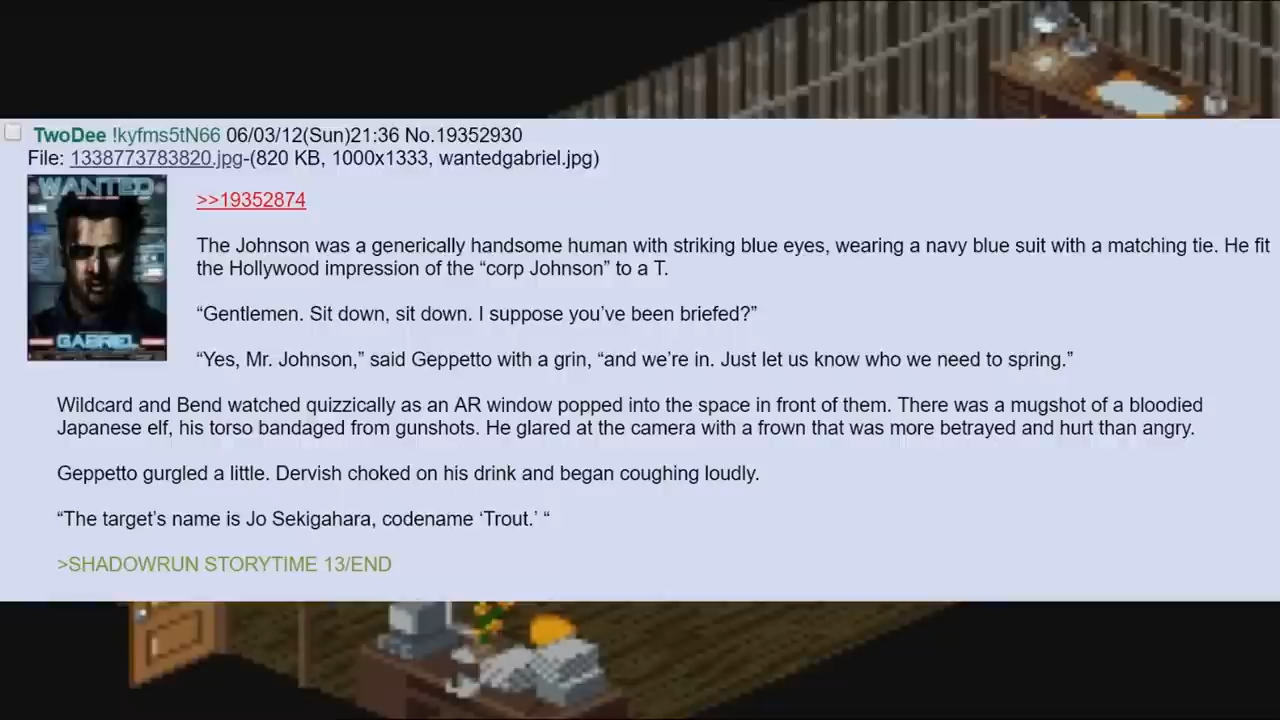 TwoDee !kyfms5tN66 06/03/12(Sun)21:36 No.19352930
File: 1338773783820.jpg-(820 KB, 1000x1333, wantedgabriel.jpg)
WANTED
GABRIEL
>>19352874
The Johnson was a generically handsome human with striking blue eyes, wearing a navy blue suit with a matching tie. He fit
the Hollywood impression of the “corp Johnson” to a T.
“Gentlemen. Sit down, sit down. I suppose you’ve been briefed?”
“Yes, Mr. Johnson,” said Geppetto with a grin, “and we’re in. Just let us know who we need to spring.”
Wildcard and Bend watched quizzically as an AR window popped into the space in front of them. There was a mugshot of a bloodied
Japanese elf, his torso bandaged from gunshots. He glared at the camera with a frown that was more betrayed and hurt than angry.
Geppetto gurgled a little. Dervish choked on his drink and began coughing loudly.
“The target’s name is Jo Sekigahara, codename ‘Trout.’ “
>SHADOWRUN STORYTIME 13/END